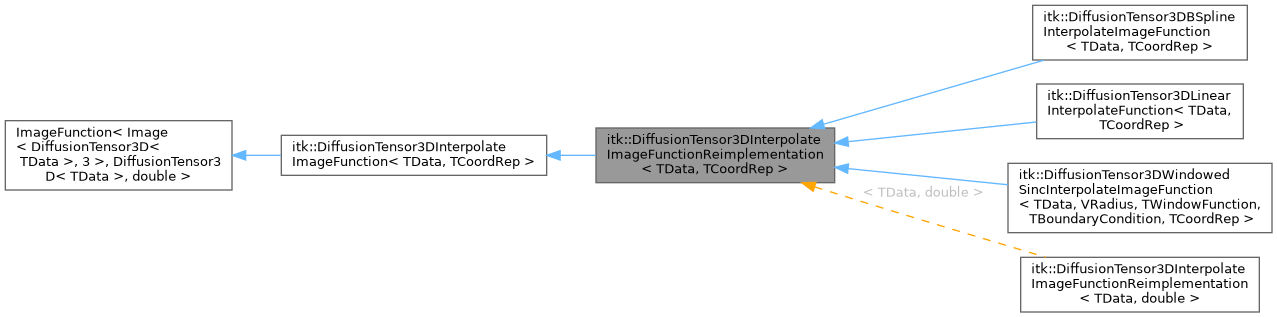 ImageFunction< Image
< DiffusionTensor3D<
TData >, 3 >, DiffusionTensor3
D< TData >, double >
itk::DiffusionTensor3DInterpolate
ImageFunction< TData, TCoordRep >
itk::DiffusionTensor3DInterpolate
ImageFunctionReimplementation
< TData, TCoordRep >
itk::DiffusionTensor3DBSpline
InterpolateImageFunction
< TData, TCoordRep >
itk::DiffusionTensor3DLinear
InterpolateFunction< TData,
TCoordRep >
itk::DiffusionTensor3DWindowed
SincInterpolateImageFunction
< TData, VRadius, TWindowFunction,
TBoundaryCondition, TCoordRep >
< TData, double >
itk::DiffusionTensor3DInterpolate
ImageFunctionReimplementation
< TData, double >